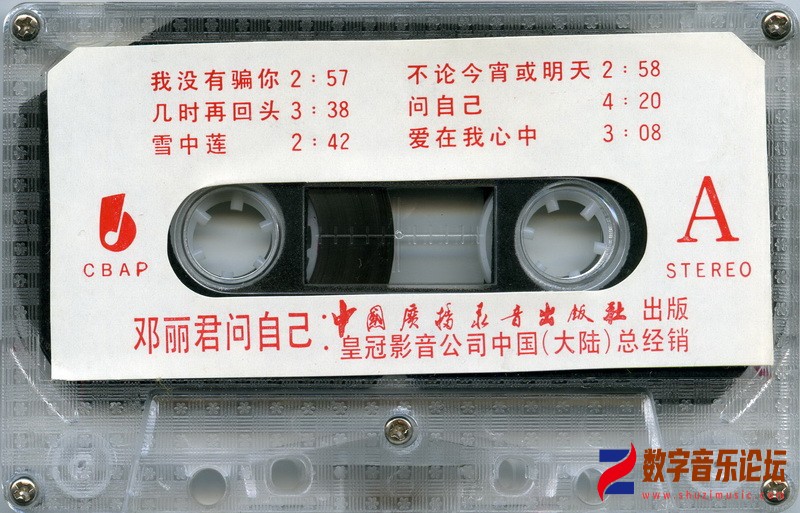 我没有骗你 2:57
几时再回头 3:38
雪中莲 2:42
不论今宵或明天 2:58
问自己 4:20
爱在我心中 3:08
CBAP
A
STEREO
邓丽君问自己:
中國廣播录音出版社 出版
皇冠影音公司中国(大陆)总经销
数字音乐论坛
www.shuzimusic.com